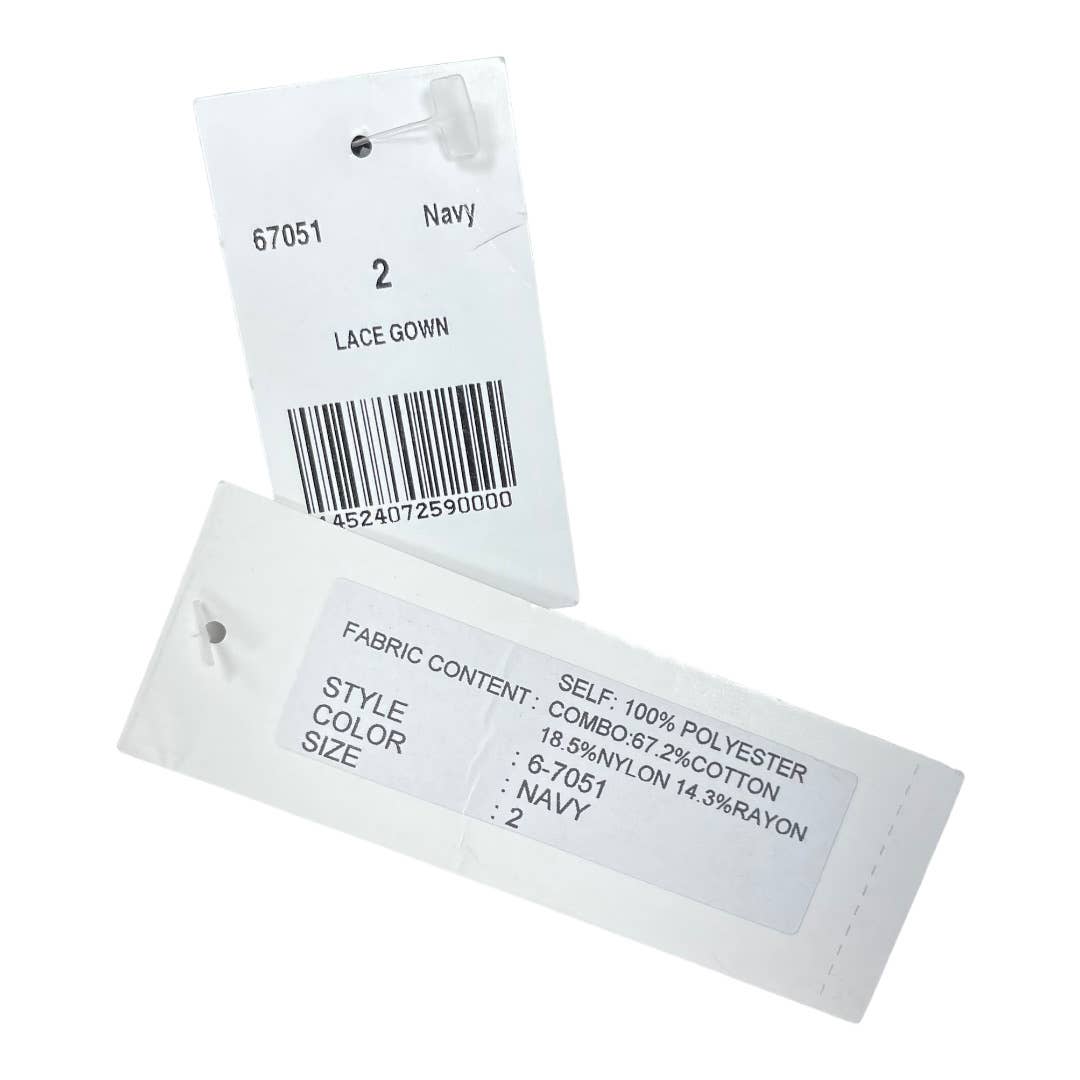 67051 Navy
2
LACE GOWN
4524072590000
FABRIC CONTENT : SELF: 100% POLYESTER
COMBO:67.2%COTTON
18.5%NYLON 14.3%RAYON
STYLE : 6-7051
COLOR : NAVY
SIZE : 2